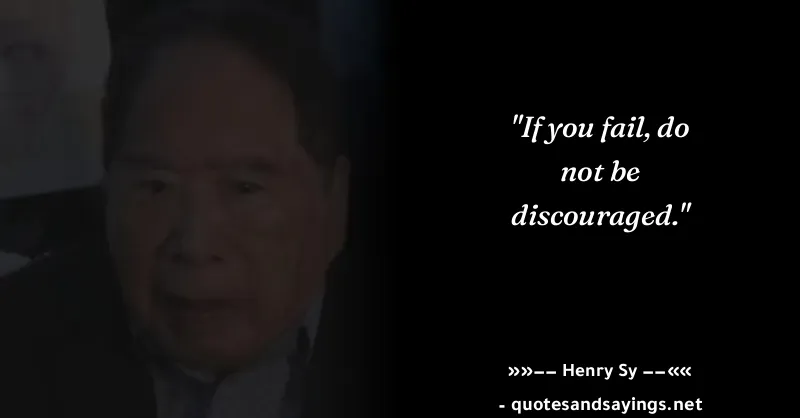 "If you fail, do
not be
discouraged."
»»−− Henry Sy −−««
- quotesandsayings.net